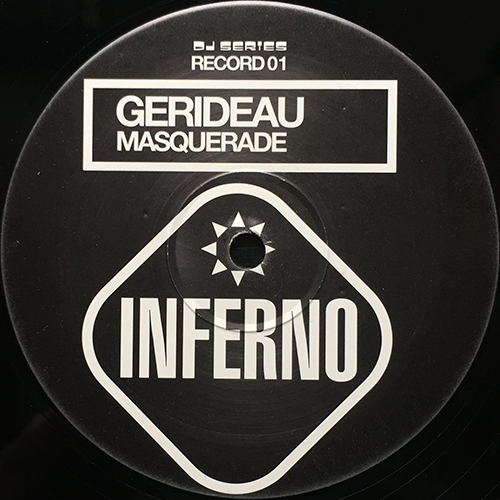 DJ SERIES
RECORD 01
GERIDEAU
MASQUERADE
INFERNO